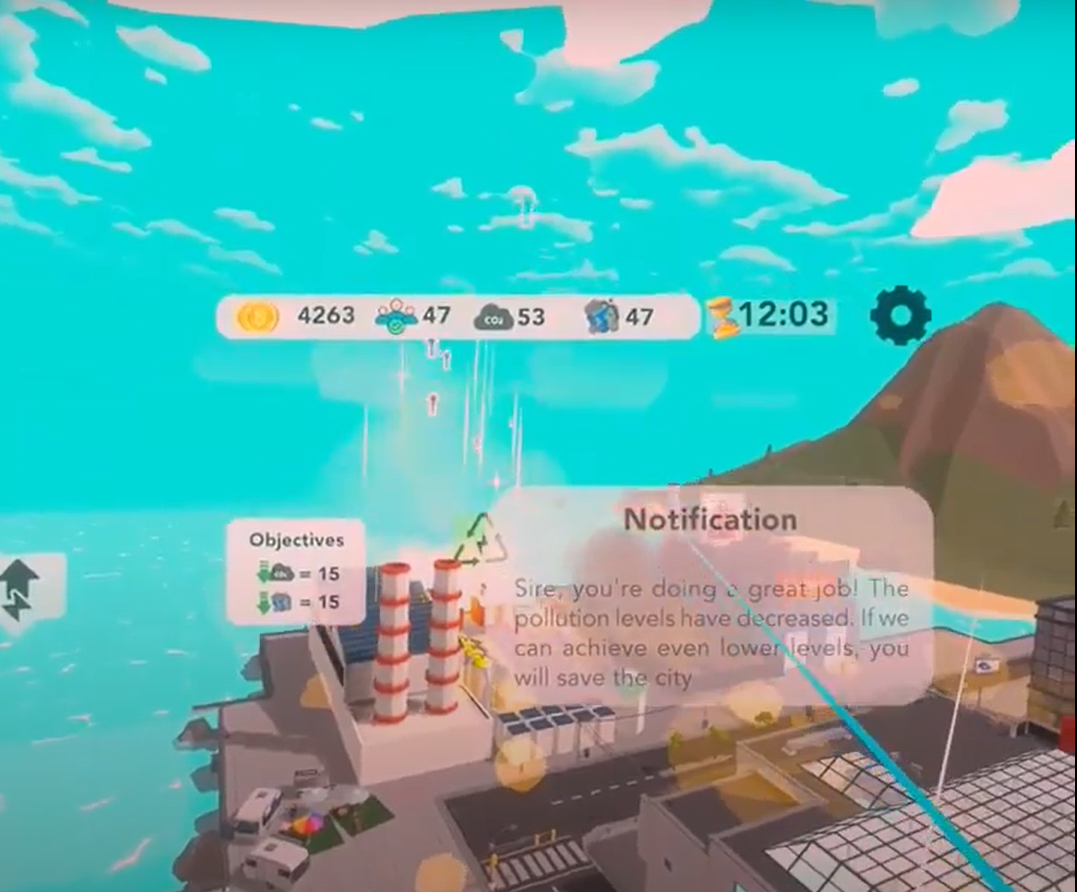 4263 47 CO₂ 53 47 12:03
Objectives
CO₂ = 15
= 15
Notification
Sire, you're doing a great job! The
pollution levels have decreased. If we
can achieve even lower levels, you
will save the city